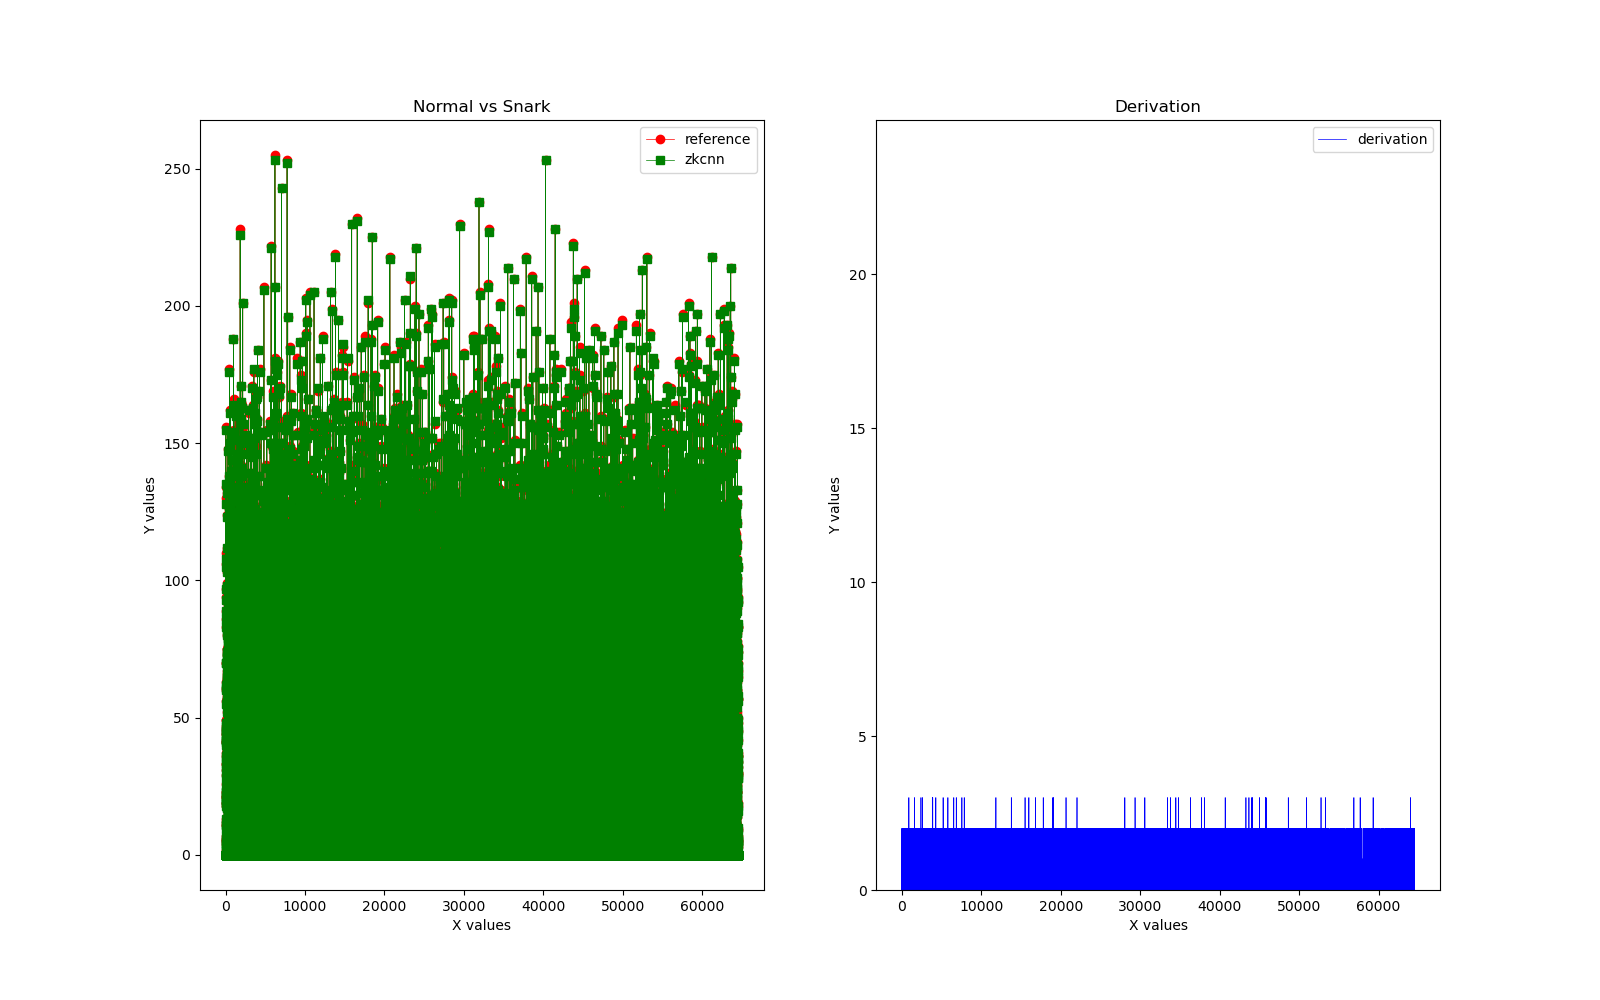 Normal vs Snark
reference
zkcnn
250
200
150
100
50
0
Y values
0 10000 20000 30000 40000 50000 60000
X values
Derivation
derivation
20
15
10
5
0
Y values
0 10000 20000 30000 40000 50000 60000
X values